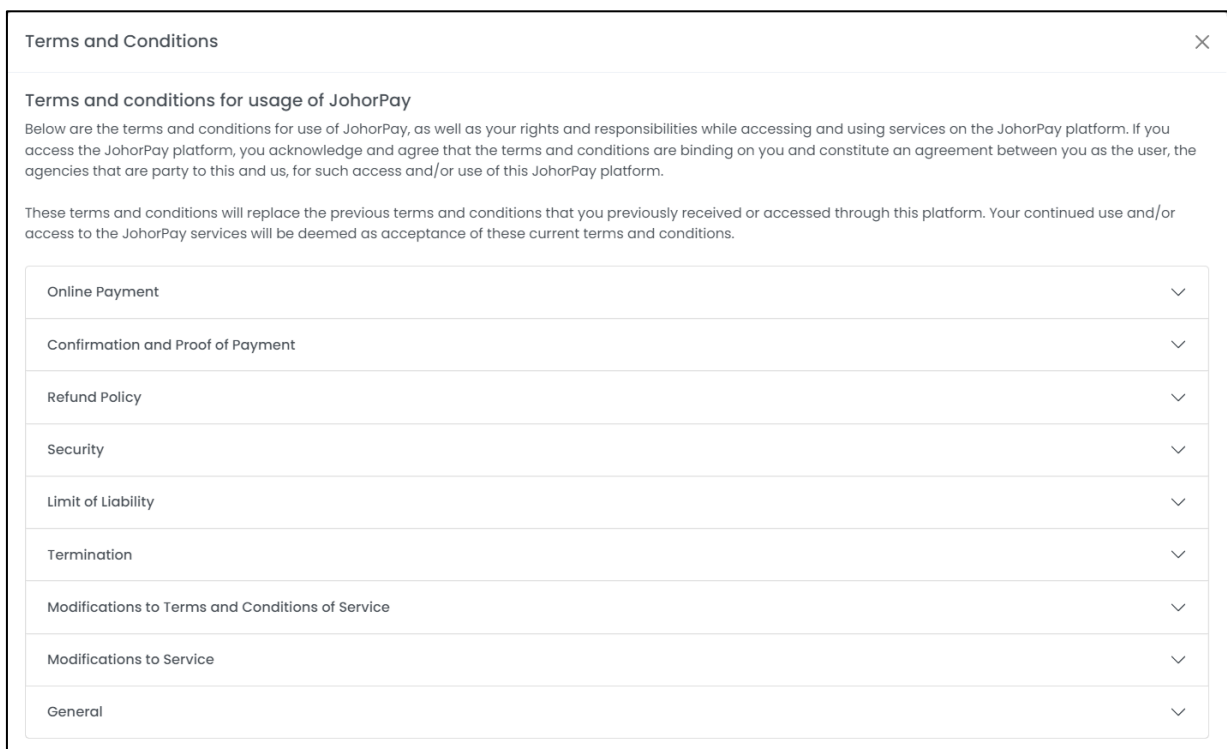 Terms and Conditions
Terms and conditions for usage of JohorPay
Below are the terms and conditions for use of JohorPay, as well as your rights and responsibilities while accessing and using services on the JohorPay platform. If you
access the JohorPay platform, you acknowledge and agree that the terms and conditions are binding on you and constitute an agreement between you as the user, the
agencies that are party to this and us, for such access and/or use of this JohorPay platform.
These terms and conditions will replace the previous terms and conditions that you previously received or accessed through this platform. Your continued use and/or
access to the JohorPay services will be deemed as acceptance of these current terms and conditions.
Online Payment
Confirmation and Proof of Payment
Refund Policy
Security
Limit of Liability
Termination
Modifications to Terms and Conditions of Service
Modifications to Service
General